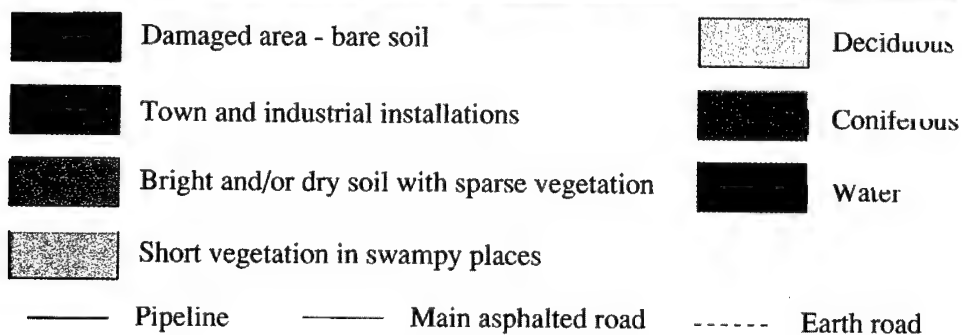 Damaged area - bare soil
Town and industrial installations
Bright and/or dry soil with sparse vegetation
Short vegetation in swampy places
Deciduous
Coniferous
Water
Pipeline Main asphalted road Earth road